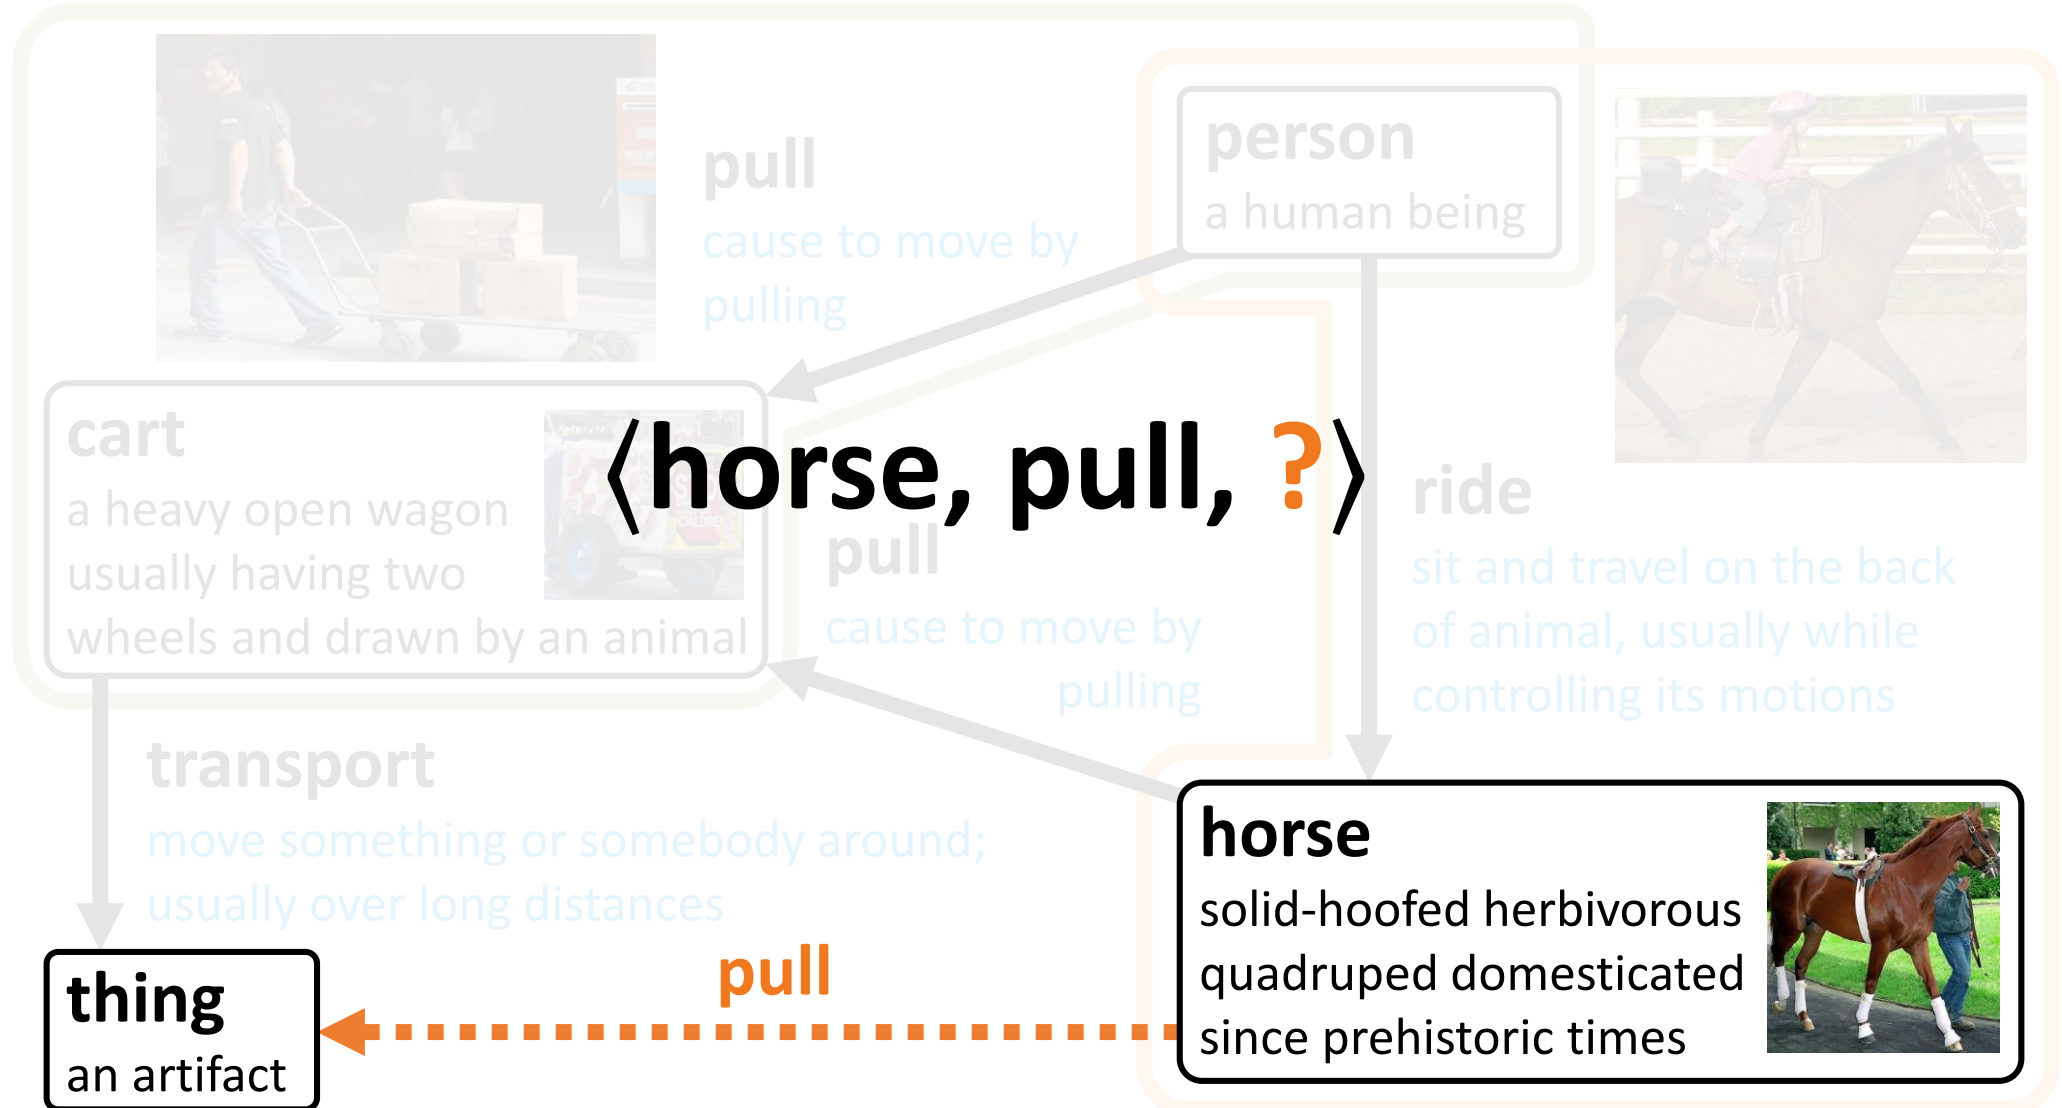 pull
cause to move by
pulling
person
a human being
cart
a heavy open wagon
usually having two
wheels and drawn by an animal
CHILDREN
⟨horse, pull, ?⟩
pull
cause to move by
pulling
ride
sit and travel on the back
of animal, usually while
controlling its motions
transport
move something or somebody around;
usually over long distances
horse
solid-hoofed herbivorous
quadruped domesticated
since prehistoric times
pull
thing
an artifact